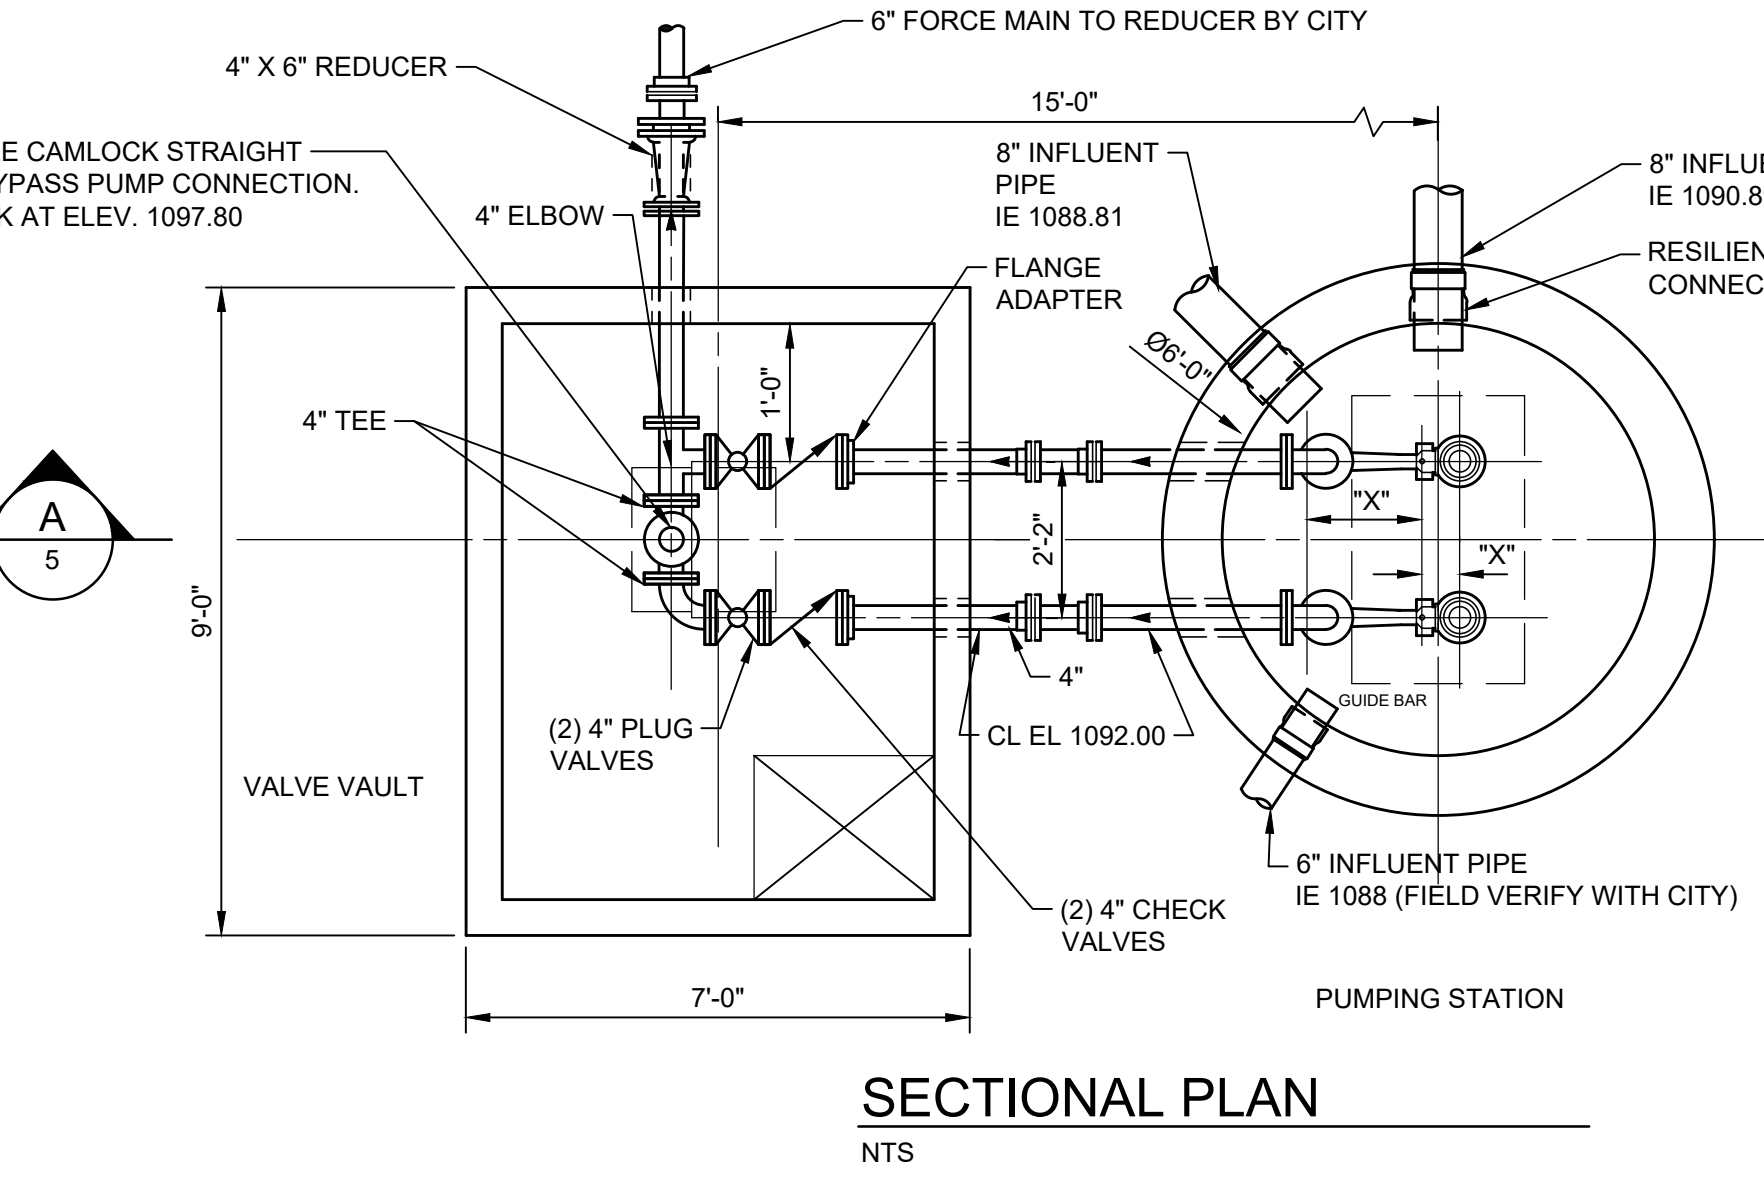 6" FORCE MAIN TO REDUCER BY CITY
4" X 6" REDUCER
15'-0"
CAMLOCK STRAIGHT
PUMP CONNECTION.
AT ELEV. 1097.80
8" INFLUENT
PIPE
IE 1088.81
8"
IE
4" ELBOW
FLANGE
ADAPTER
Ø6'-0"
1'-0"
4" TEE
"X"
"X"
A
5
2'-2"
9'-0"
4"
GUIDE BAR
(2) 4" PLUG
VALVES
CL EL 1092.00
VALVE VAULT
6" INFLUENT PIPE
IE 1088 (FIELD VERIFY WITH CITY)
(2) 4" CHECK
VALVES
7'-0"
PUMPING STATION
SECTIONAL PLAN
NTS